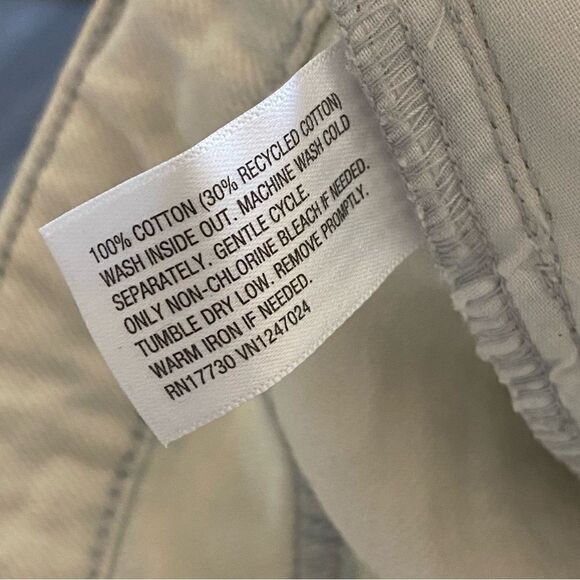 100% COTTON (30% RECYCLED COTTON)
WASH INSIDE OUT. MACHINE WASH COLD
SEPARATELY. GENTLE CYCLE
ONLY NON-CHLORINE BLEACH IF NEEDED.
TUMBLE DRY LOW. REMOVE PROMPTLY.
WARM IRON IF NEEDED.
RN17730 VN1247024